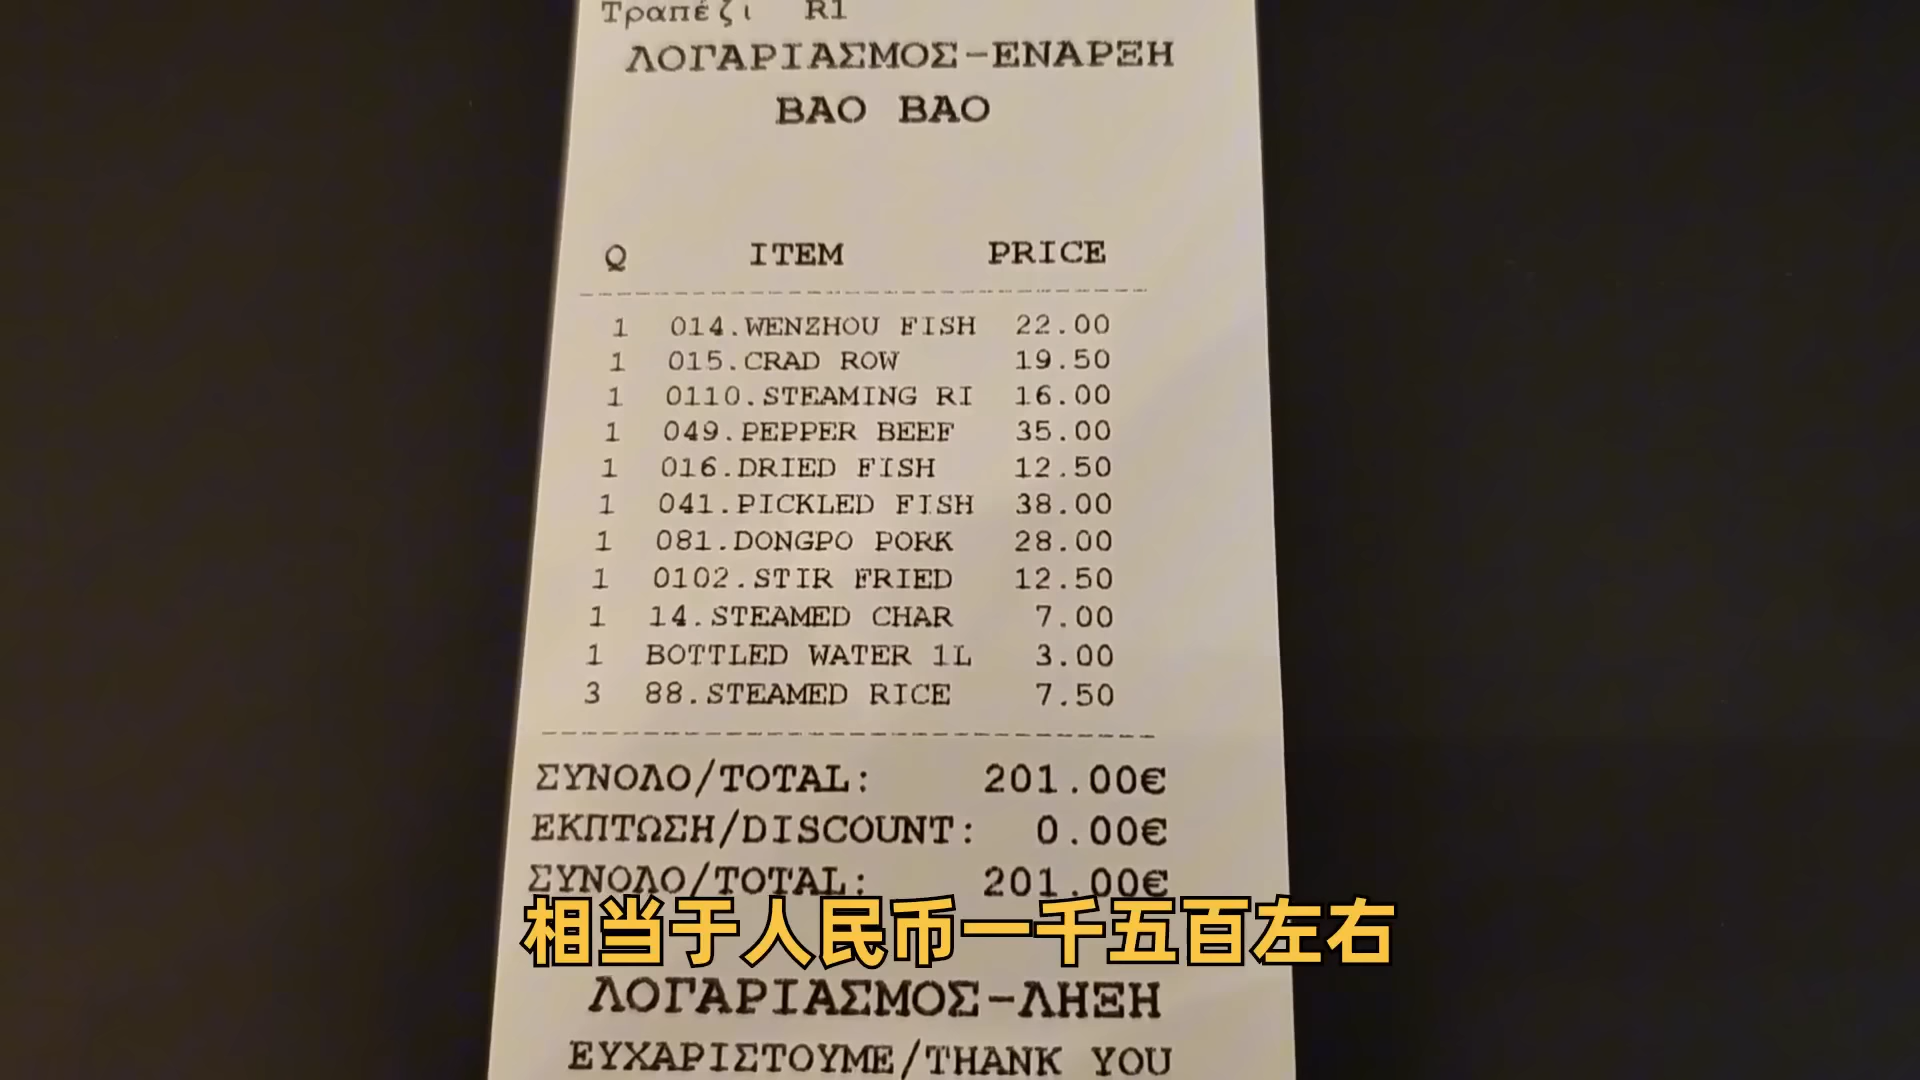 Τραπέζι R1
ΛΟΓΑΡΙΑΣΜΟΣ-ΕΝΑΡΞΗ
BAO BAO
Q ITEM PRICE
1 014.WENZHOU FISH 22.00
1 015.CRAD ROW 19.50
1 0110.STEAMING RI 16.00
1 049.PEPPER BEEF 35.00
1 016.DRIED FISH 12.50
1 041.PICKLED FISH 38.00
1 081.DONGPO PORK 28.00
1 0102.STIR FRIED 12.50
1 14.STEAMED CHAR 7.00
1 BOTTLED WATER 1L 3.00
3 88.STEAMED RICE 7.50
ΣΥΝΟΛΟ/TOTAL: 201.00€
ΕΚΠΤΩΣΗ/DISCOUNT: 0.00€
ΣΥΝΟΛΟ/TOTAL: 201.00€
相当于人民币一千五百左右
ΛΟΓΑΡΙΑΣΜΟΣ-ΛΗΞΗ
ΕΥΧΑΡΙΣΤΟΥΜΕ/THANK YOU